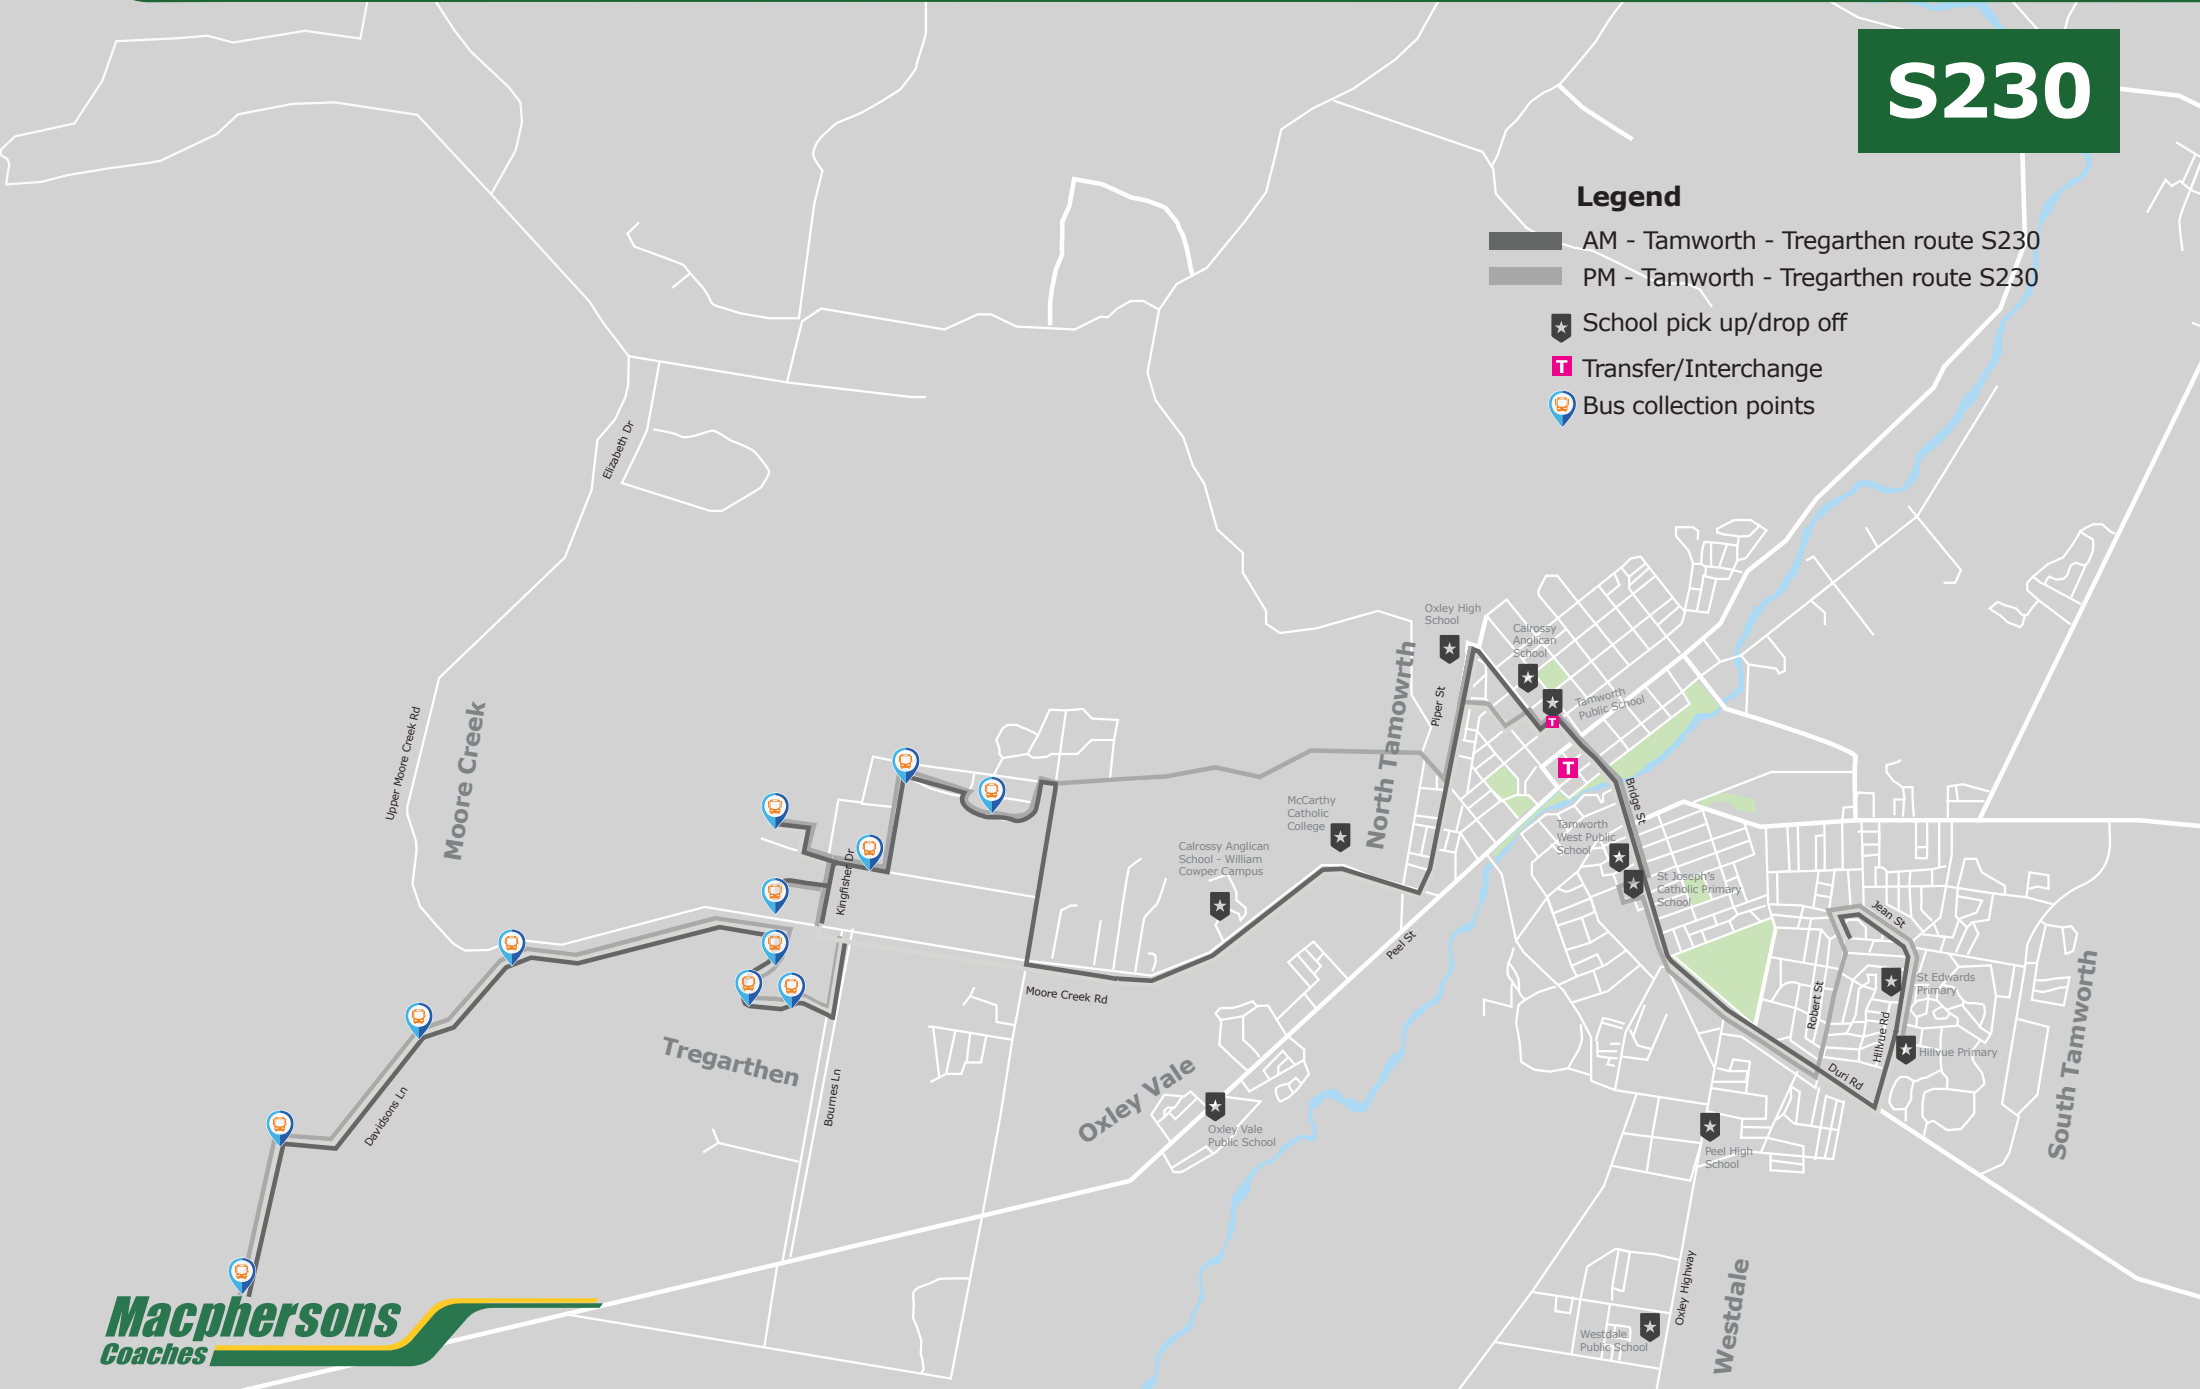 S230
Legend
AM - Tamworth - Tregarthen route S230
PM - Tamworth - Tregarthen route S230
School pick up/drop off
T
Transfer/Interchange
Bus collection points
Elizabeth Dr
Upper Moore Creek Rd
Moore Creek
Oxley High
School
Calrossy
Anglican
School
Tamworth
Public School
T
T
Piper St
North Tamowrth
Bridge St
McCarthy
Catholic
College
Tamworth
West Public
School
Calrossy Anglican
School - William
Cowper Campus
St Joseph's
Catholic Primary
School
Kingfisher Dr
Jean St
Peel St
St Edwards
Primary
Robert St
Hillvue Rd
Hillvue Primary
Moore Creek Rd
Duri Rd
South Tamworth
Tregarthen
Bournes Ln
Davidsons Ln
Oxley Vale
Oxley Vale
Public School
Peel High
School
Oxley Highway
Westdale
Westdale
Public School
Macphersons
Coaches